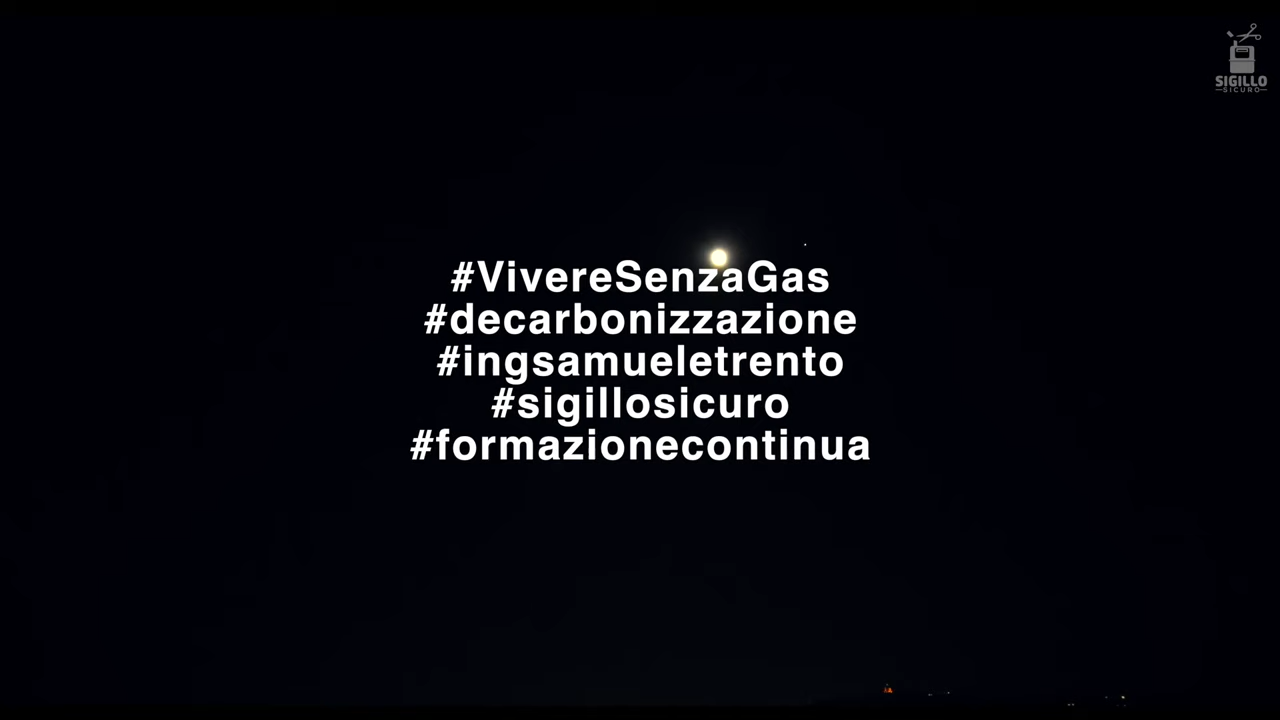 SIGILLO
SICURO
#VivereSenzaGas
#decarbonizzazione
#ingsamueletrento
#sigillosicuro
#formazionecontinua